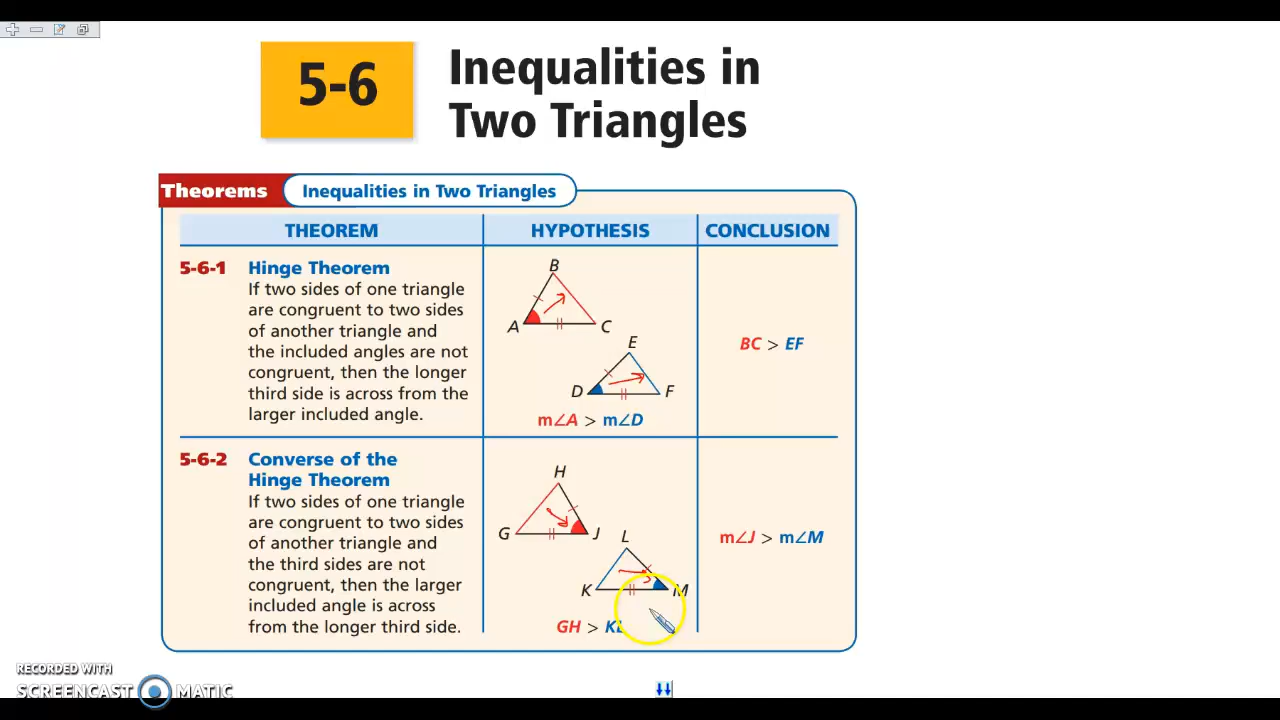 5-6
Inequalities in
Two Triangles
Theorems
Inequalities in Two Triangles
THEOREM
HYPOTHESIS
CONCLUSION
5-6-1 Hinge Theorem
If two sides of one triangle
are congruent to two sides
of another triangle and
the included angles are not
congruent, then the longer
third side is across from the
larger included angle.
B
A
C
E
D
F
m∠A > m∠D
BC > EF
5-6-2 Converse of the
Hinge Theorem
If two sides of one triangle
are congruent to two sides
of another triangle and
the third sides are not
congruent, then the larger
included angle is across
from the longer third side.
H
G
J
L
K
M
GH > KL
m∠J > m∠M
RECORDED WITH
SCREENCAST MATIC